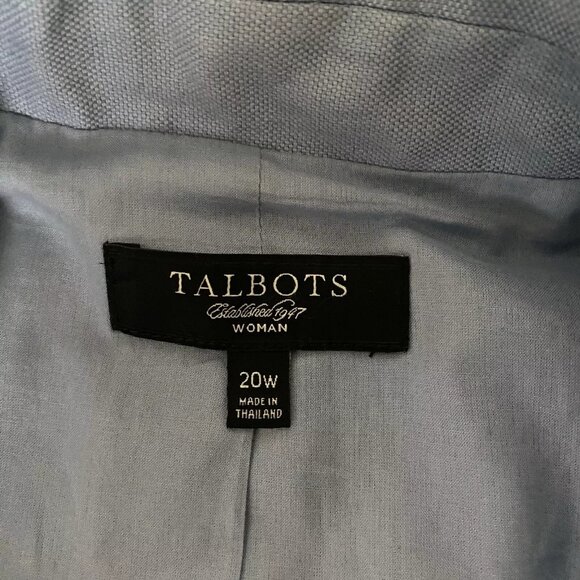 TALBOTS
Established 1947
WOMAN
20W
MADE IN
THAILAND